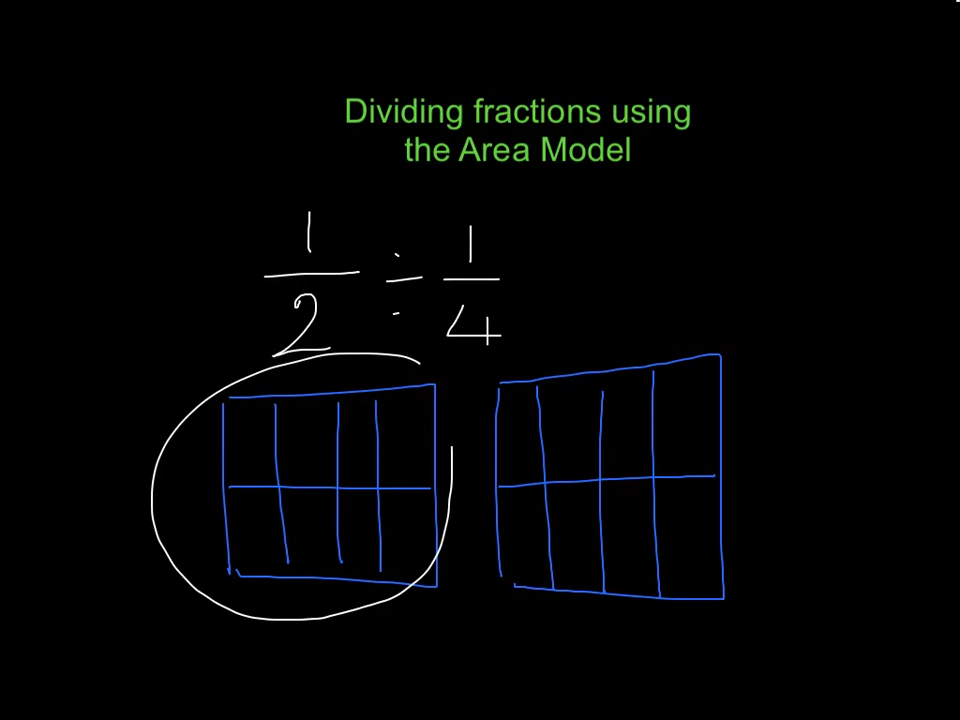 Dividing fractions using
the Area Model
1/2 ÷ 1/4